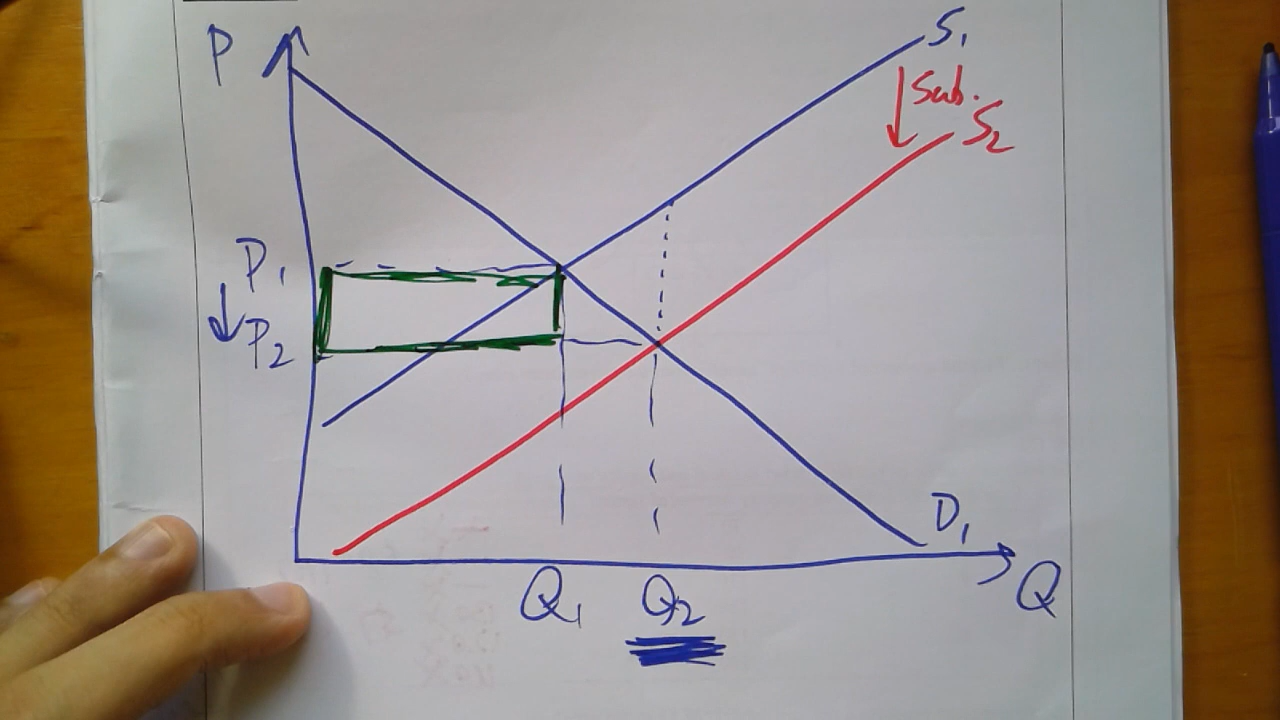 P
S₁
Sub.
S₂
P₁
P₂
D₁
Q₁ Q₂
Q